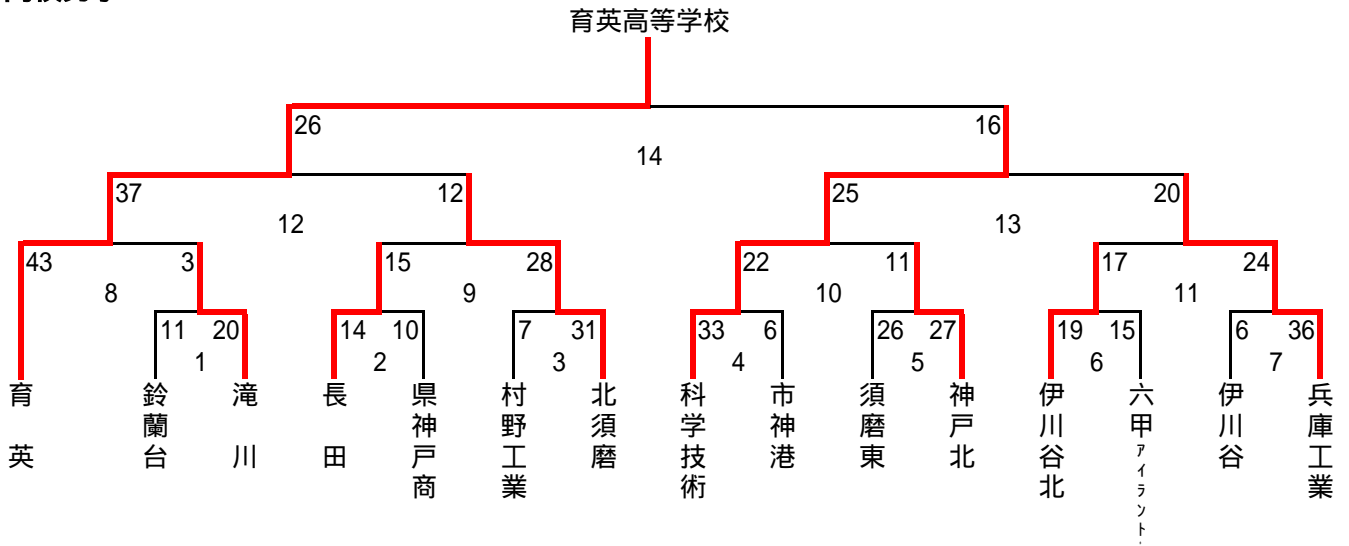 育英高等学校
26 16
14
37 12 25 20
12 13
43 3 15 28 22 11 17 24
8 9 10 11
11 20 14 10 7 31 33 6 26 27 19 15 6 36
1 2 3 4 5 6 7
育英
鈴蘭台
滝川
長田
県神戸商
村野工業
北須磨
科学技術
市神港
須磨東
神戸北
伊川谷北
六甲アイラント
伊川谷
兵庫工業